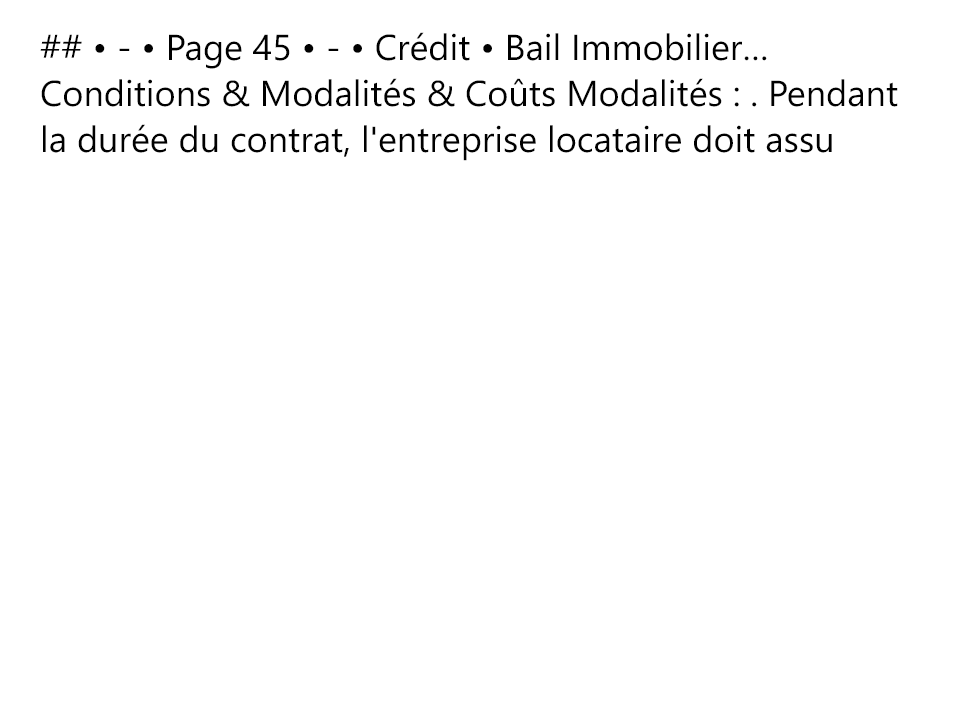 ## • - • Page 45 • - • Crédit • Bail Immobilier…
Conditions & Modalités & Coûts Modalités : . Pendant
la durée du contrat, l'entreprise locataire doit assu